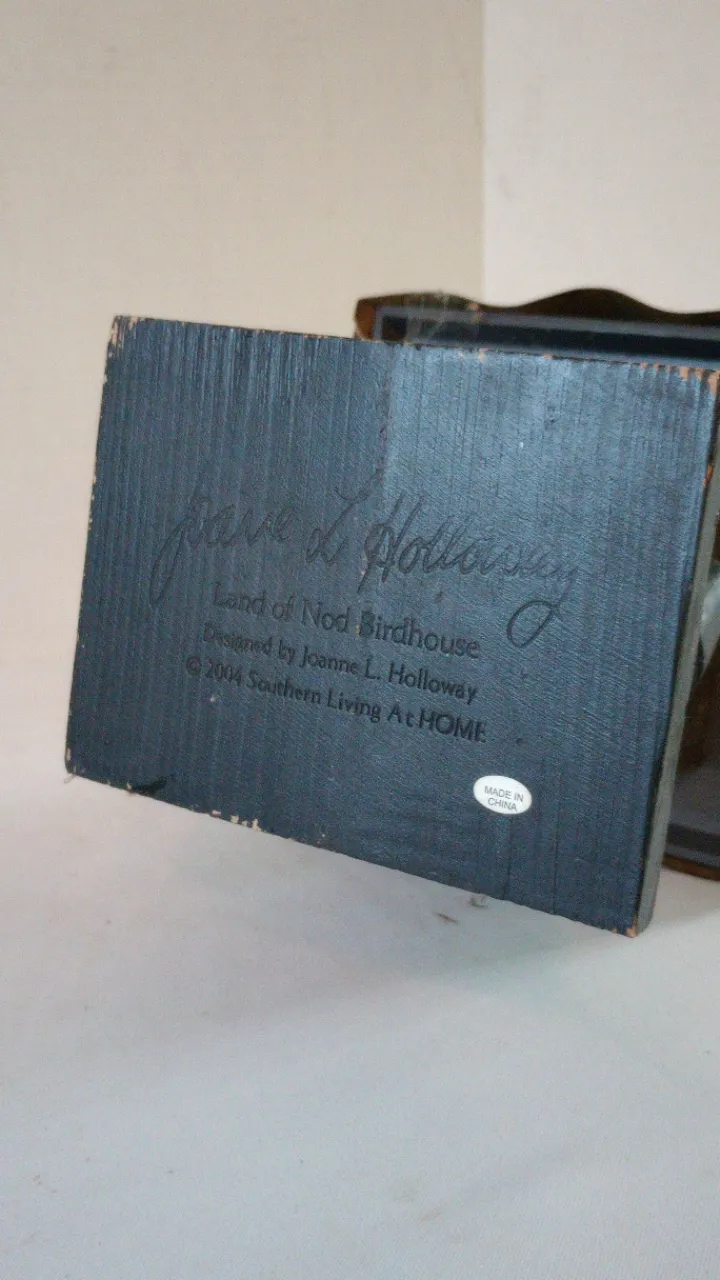 Joanne L Holloway
Land of Nod Birdhouse
Designed by Joanne L. Holloway
© 2004 Southern Living At HOME
MADE IN
CHINA